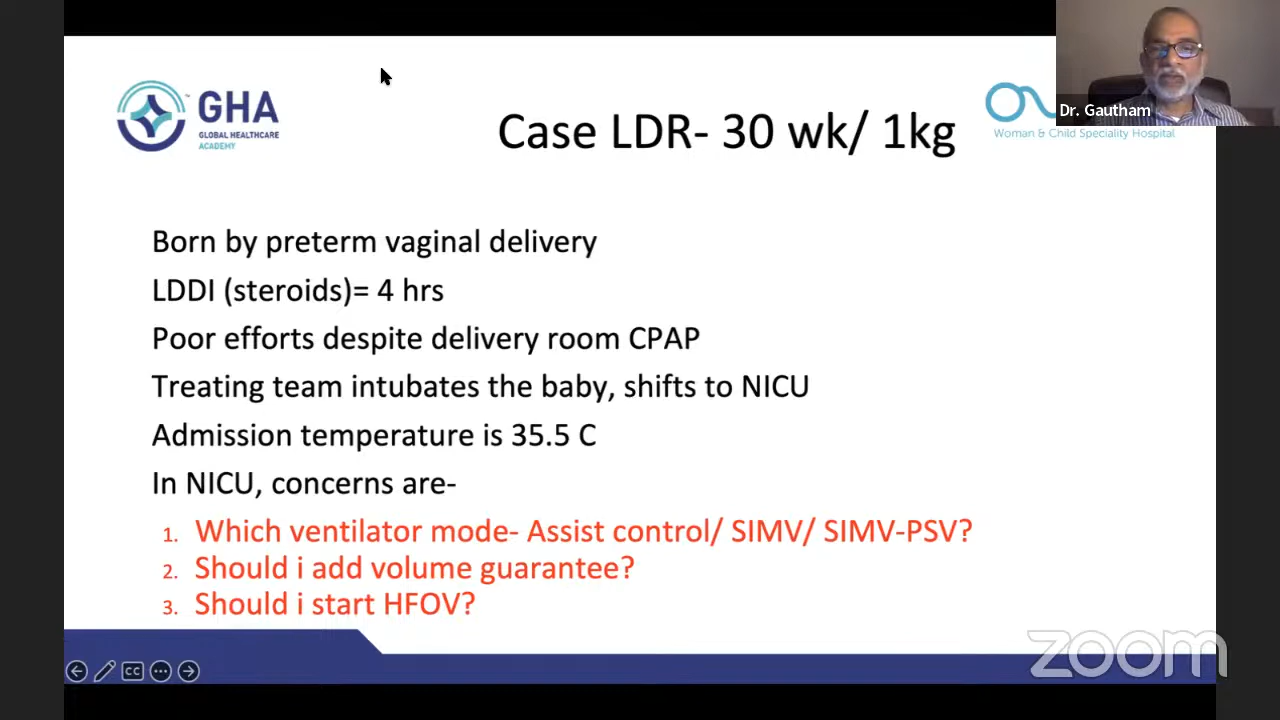 GHA
GLOBAL HEALTHCARE
ACADEMY
Case LDR- 30 wk/ 1kg
Dr. Gautham
Woman & Child Speciality Hospital
Born by preterm vaginal delivery
LDDI (steroids)= 4 hrs
Poor efforts despite delivery room CPAP
Treating team intubates the baby, shifts to NICU
Admission temperature is 35.5 C
In NICU, concerns are-
1. Which ventilator mode- Assist control/ SIMV/ SIMV-PSV?
2. Should i add volume guarantee?
3. Should i start HFOV?
CC
zoom